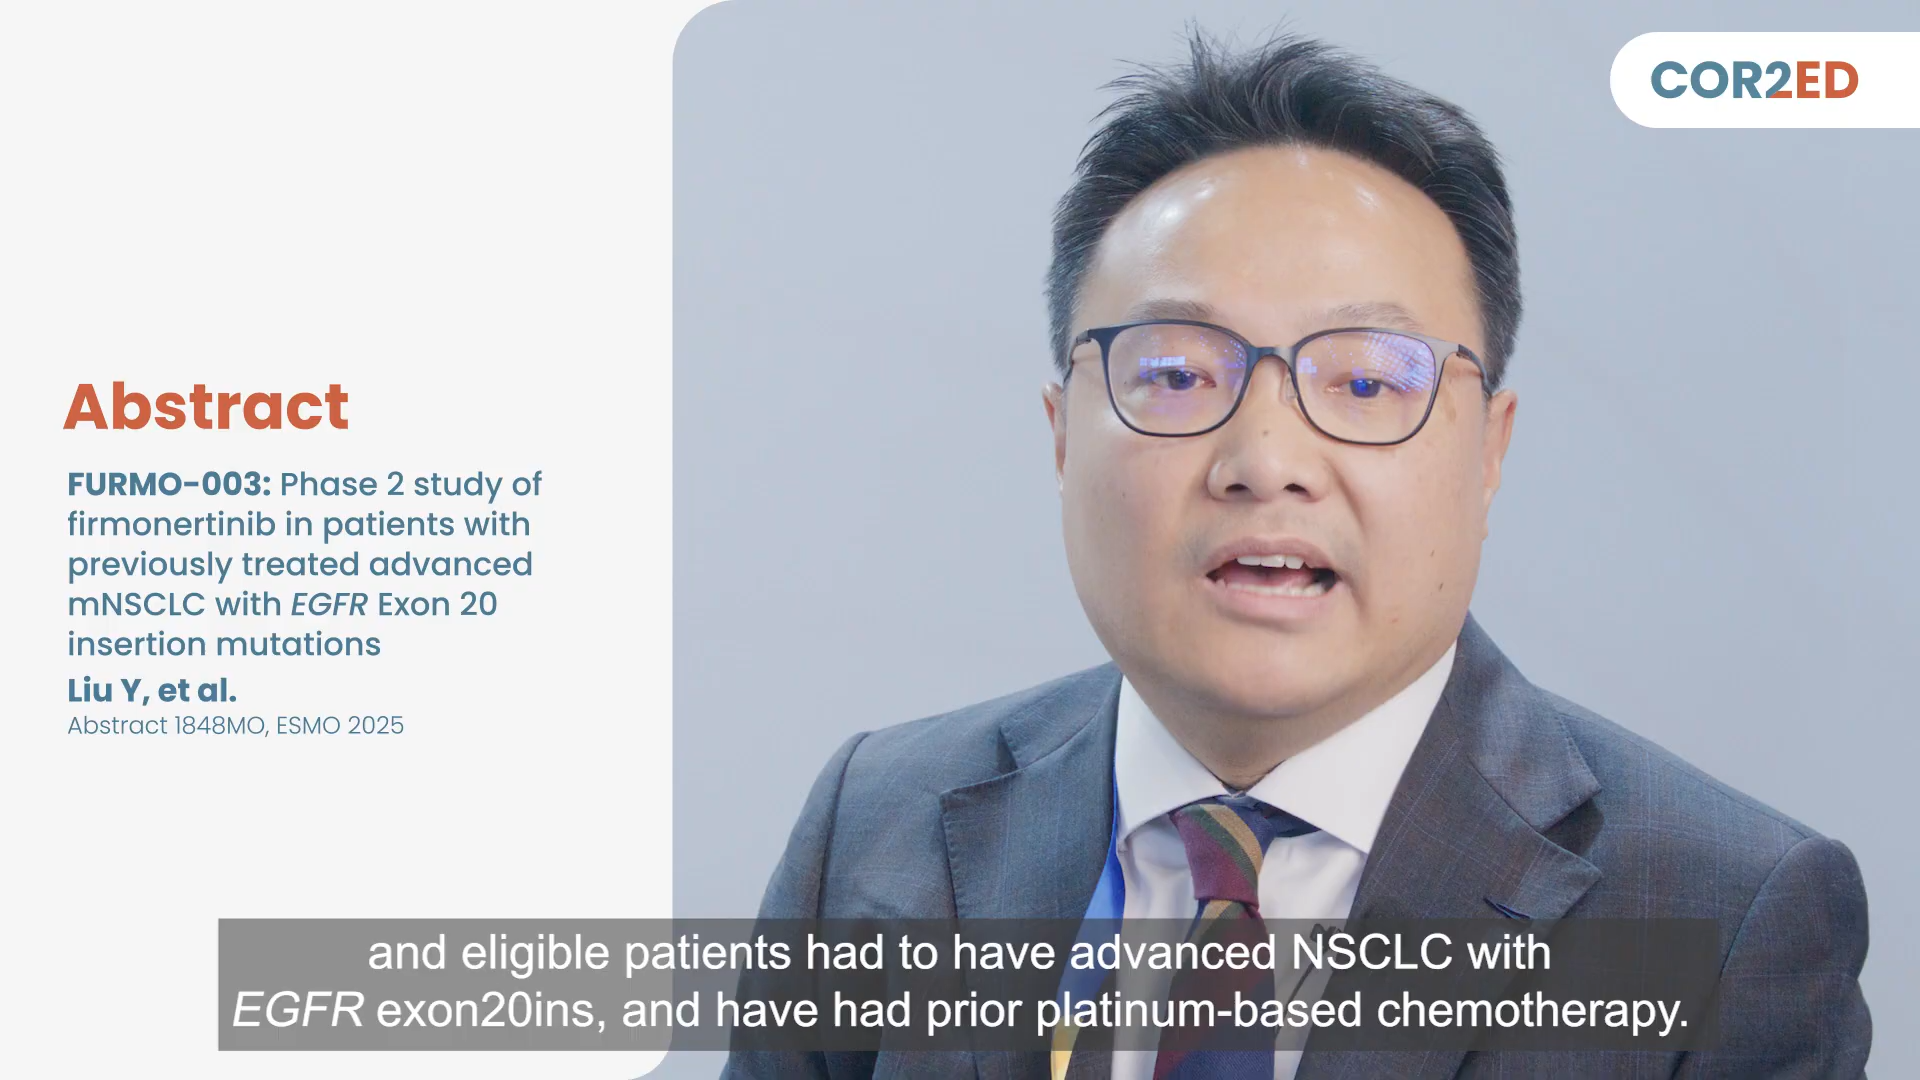 COR2ED
Abstract
FURMO-003: Phase 2 study of
firmonertinib in patients with
previously treated advanced
mNSCLC with EGFR Exon 20
insertion mutations
Liu Y, et al.
Abstract 1848MO, ESMO 2025
and eligible patients had to have advanced NSCLC with
EGFR exon20ins, and have had prior platinum-based chemotherapy.